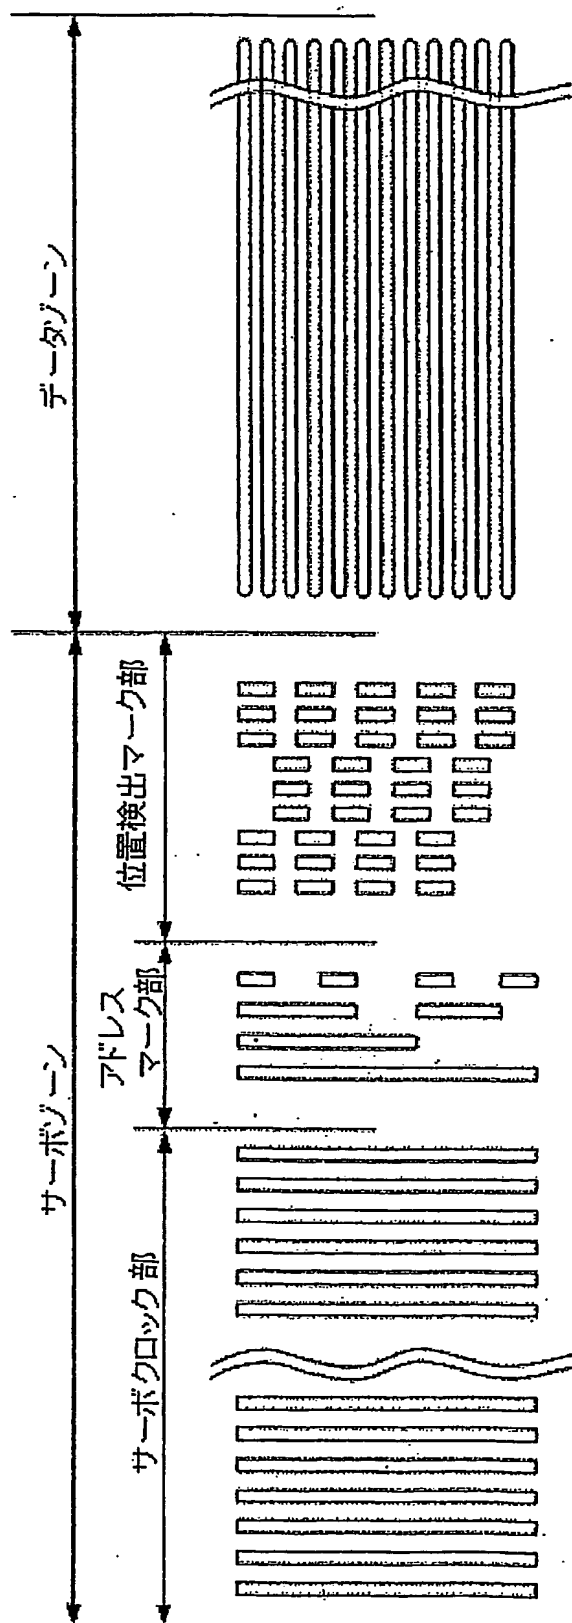 サーボゾーン
データゾーン
サーボクロック部
アドレス
マーク部
位置検出マーク部